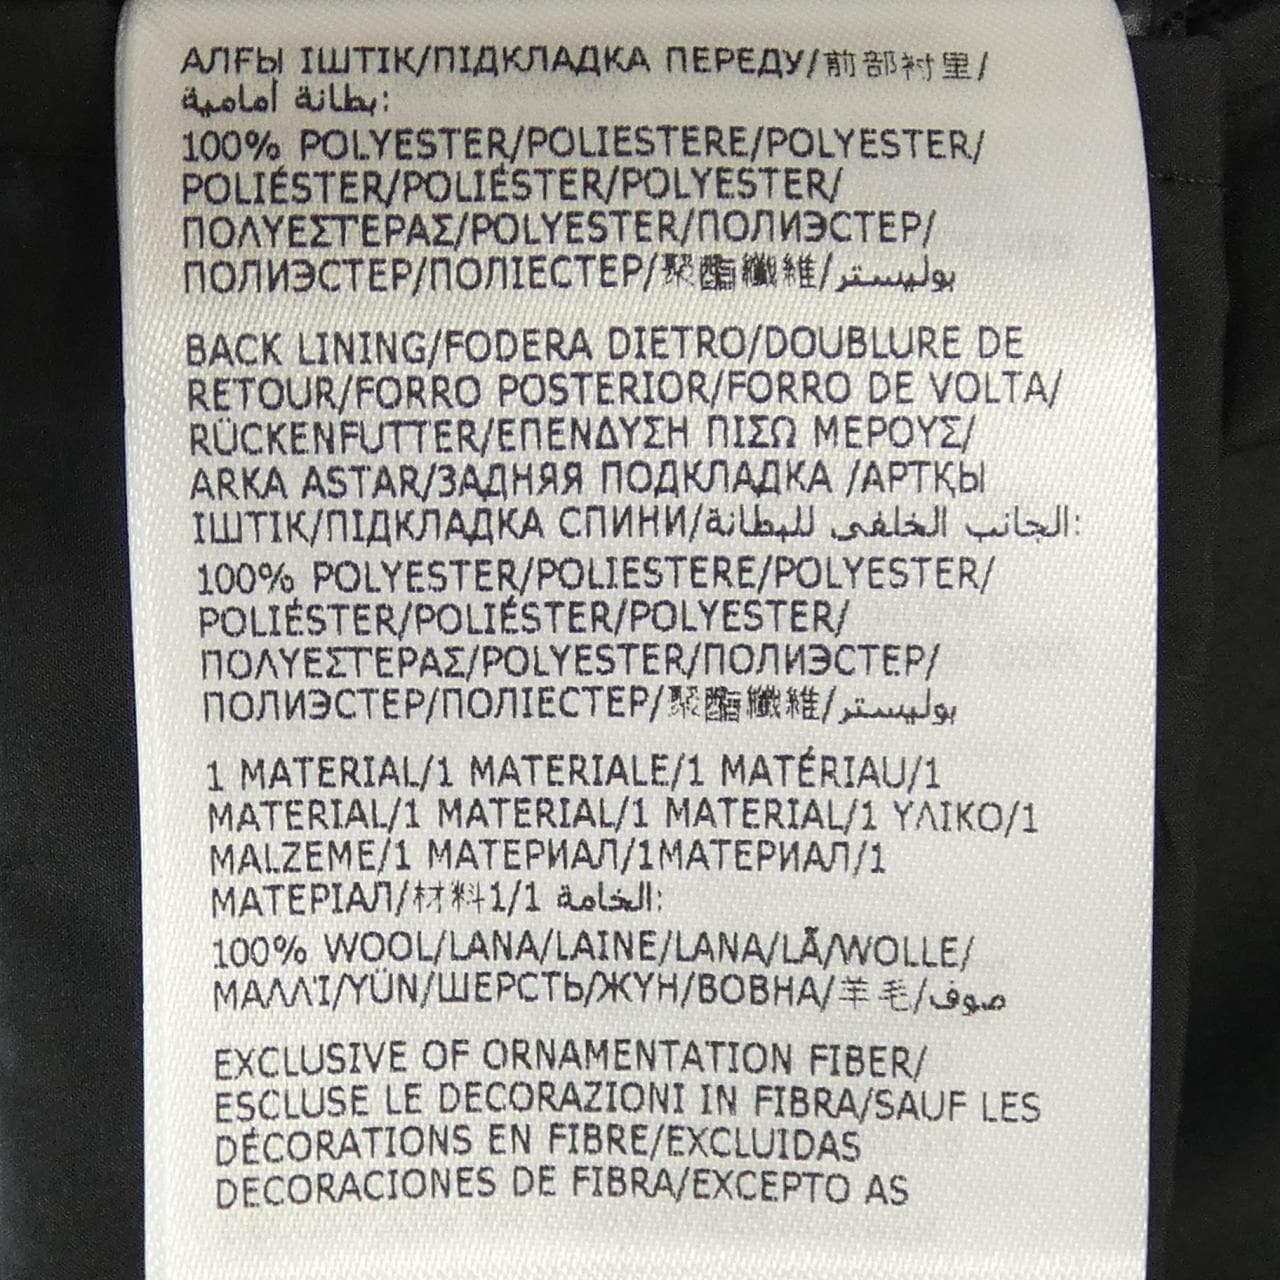 АЛҒЫ ІШТІК/ПІДКЛАДКА ПЕРЕДУ/前部衬里/
بطانة أمامية:
100% POLYESTER/POLIESTERE/POLYESTER/
POLIÉSTER/POLIÉSTER/POLYESTER/
ΠΟΛΥΕΣΤΕΡΑΣ/POLYESTER/ПОЛИЭСТЕР/
ПОЛИЭСТЕР/ПОЛІЕСТЕР/聚酯纖維/بوليستر
BACK LINING/FODERA DIETRO/DOUBLURE DE
RETOUR/FORRO POSTERIOR/FORRO DE VOLTA/
RÜCKENFUTTER/ΕΠΕΝΔΥΣΗ ΠΙΣΩ ΜΕΡΟΥΣ/
ARKA ASTAR/ЗАДНЯЯ ПОДКЛАДКА /АРТҚЫ
ІШТІК/ПІДКЛАДКА СПИНИ/الجانب الخلفي للبطانة:
100% POLYESTER/POLIESTERE/POLYESTER/
POLIÉSTER/POLIÉSTER/POLYESTER/
ΠΟΛΥΕΣΤΕΡΑΣ/POLYESTER/ПОЛИЭСТЕР/
ПОЛИЭСТЕР/ПОЛІЕСТЕР/聚酯纖維/بوليستر
1 MATERIAL/1 MATERIALE/1 MATÉRIAU/1
MATERIAL/1 MATERIAL/1 MATERIAL/1 ΥΛΙΚΟ/1
MALZEME/1 МАТЕРИАЛ/1МАТЕРИАЛ/1
МАТЕРІАЛ/材料1/1 الخامة:
100% WOOL/LANA/LAINE/LANA/LÃ/WOLLE/
ΜΑΛΛΊ/YÜN/ШЕРСТЬ/ЖҮН/ВОВНА/羊毛/صوف
EXCLUSIVE OF ORNAMENTATION FIBER/
ESCLUSE LE DECORAZIONI IN FIBRA/SAUF LES
DÉCORATIONS EN FIBRE/EXCLUIDAS
DECORACIONES DE FIBRA/EXCEPTO AS